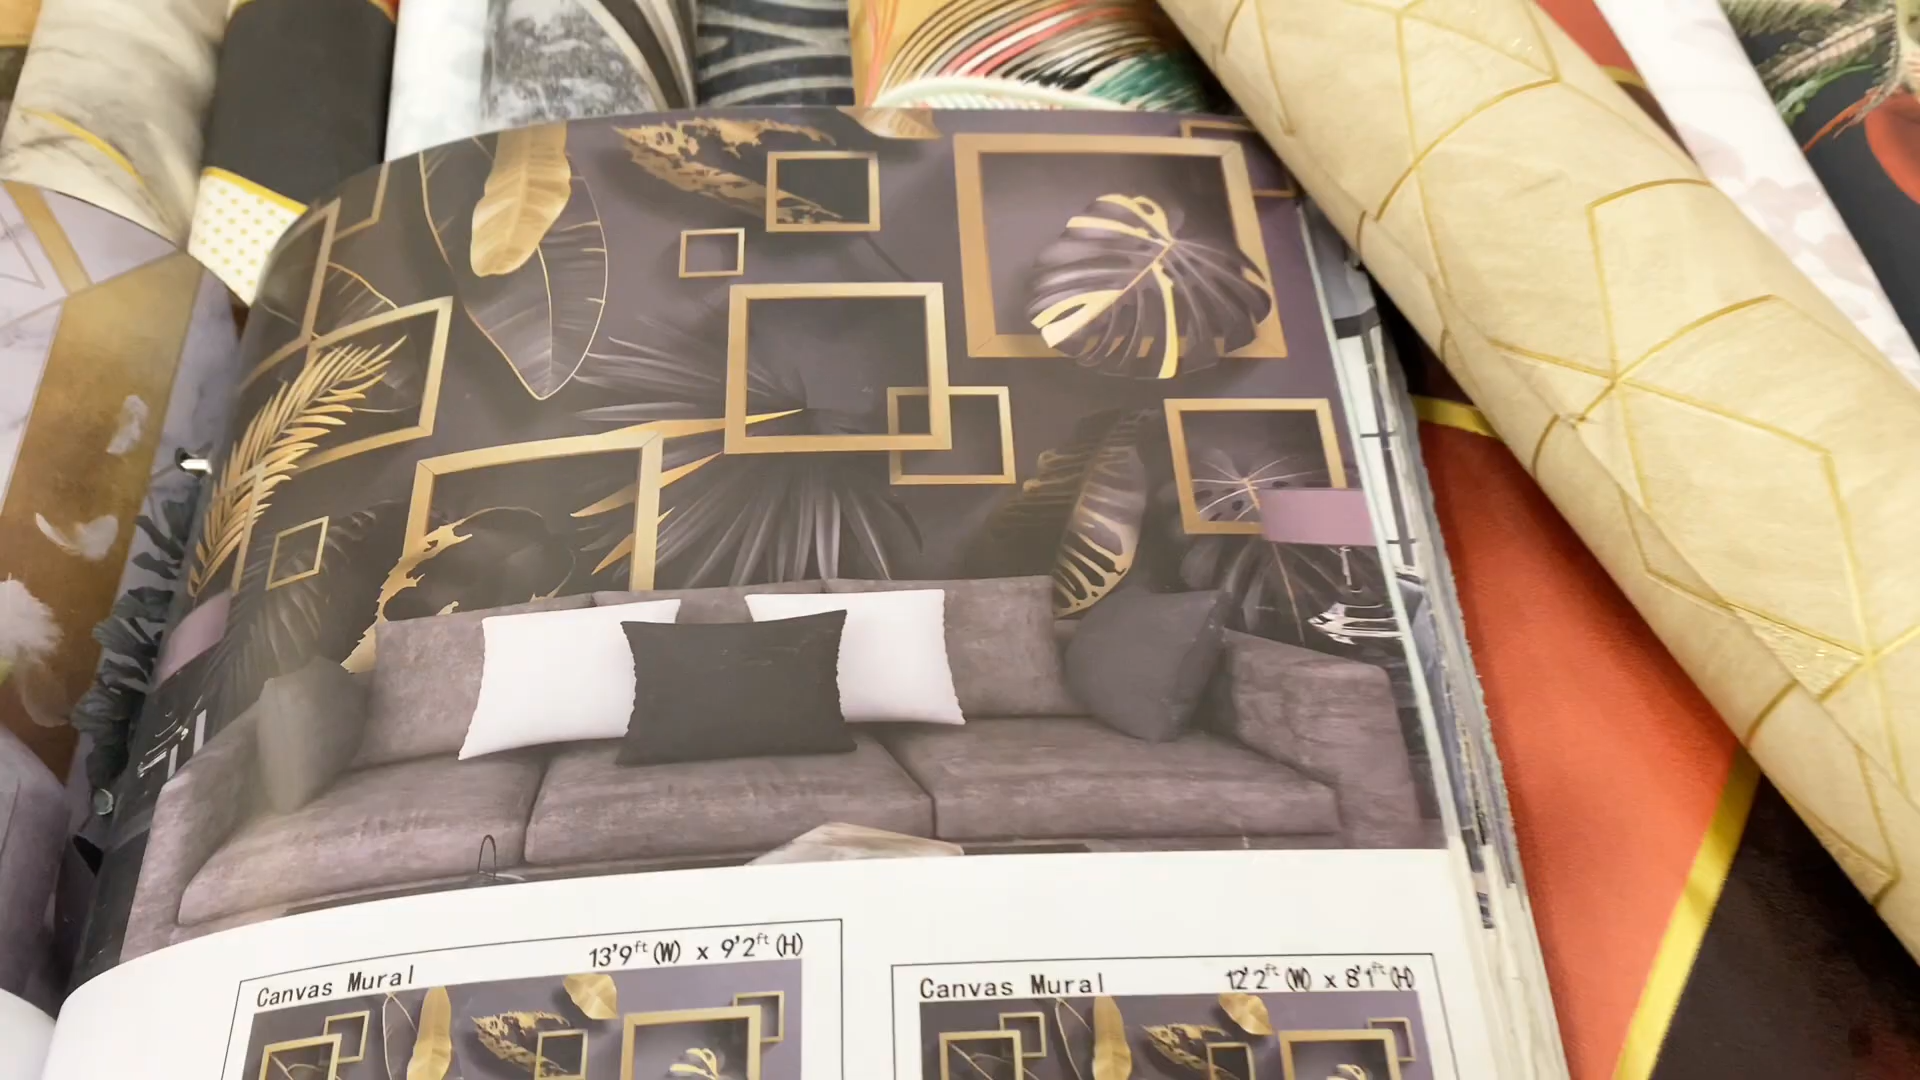 Canvas Mural 13'9ft (W) x 9'2ft (H)
Canvas Mural 12'2ft (W) x 8'1ft (H)